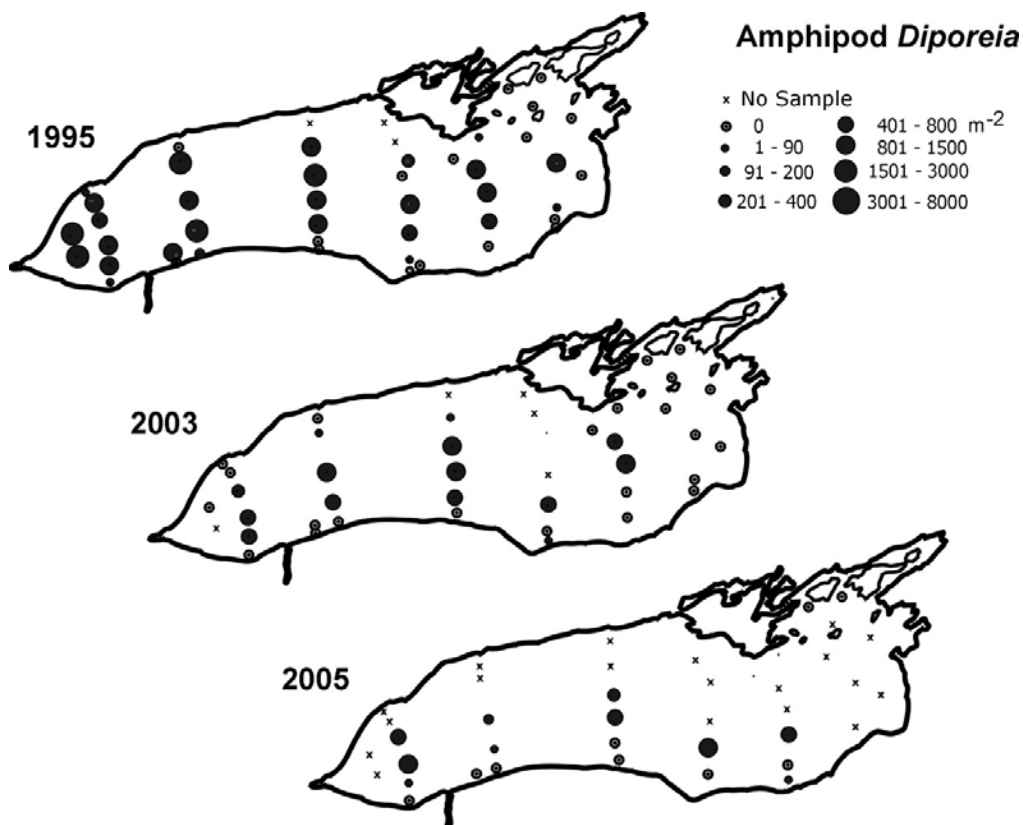 Amphipod Diporeia
x No Sample
0
1 - 90
91 - 200
201 - 400
401 - 800 m-2
801 - 1500
1501 - 3000
3001 - 8000
1995
2003
2005